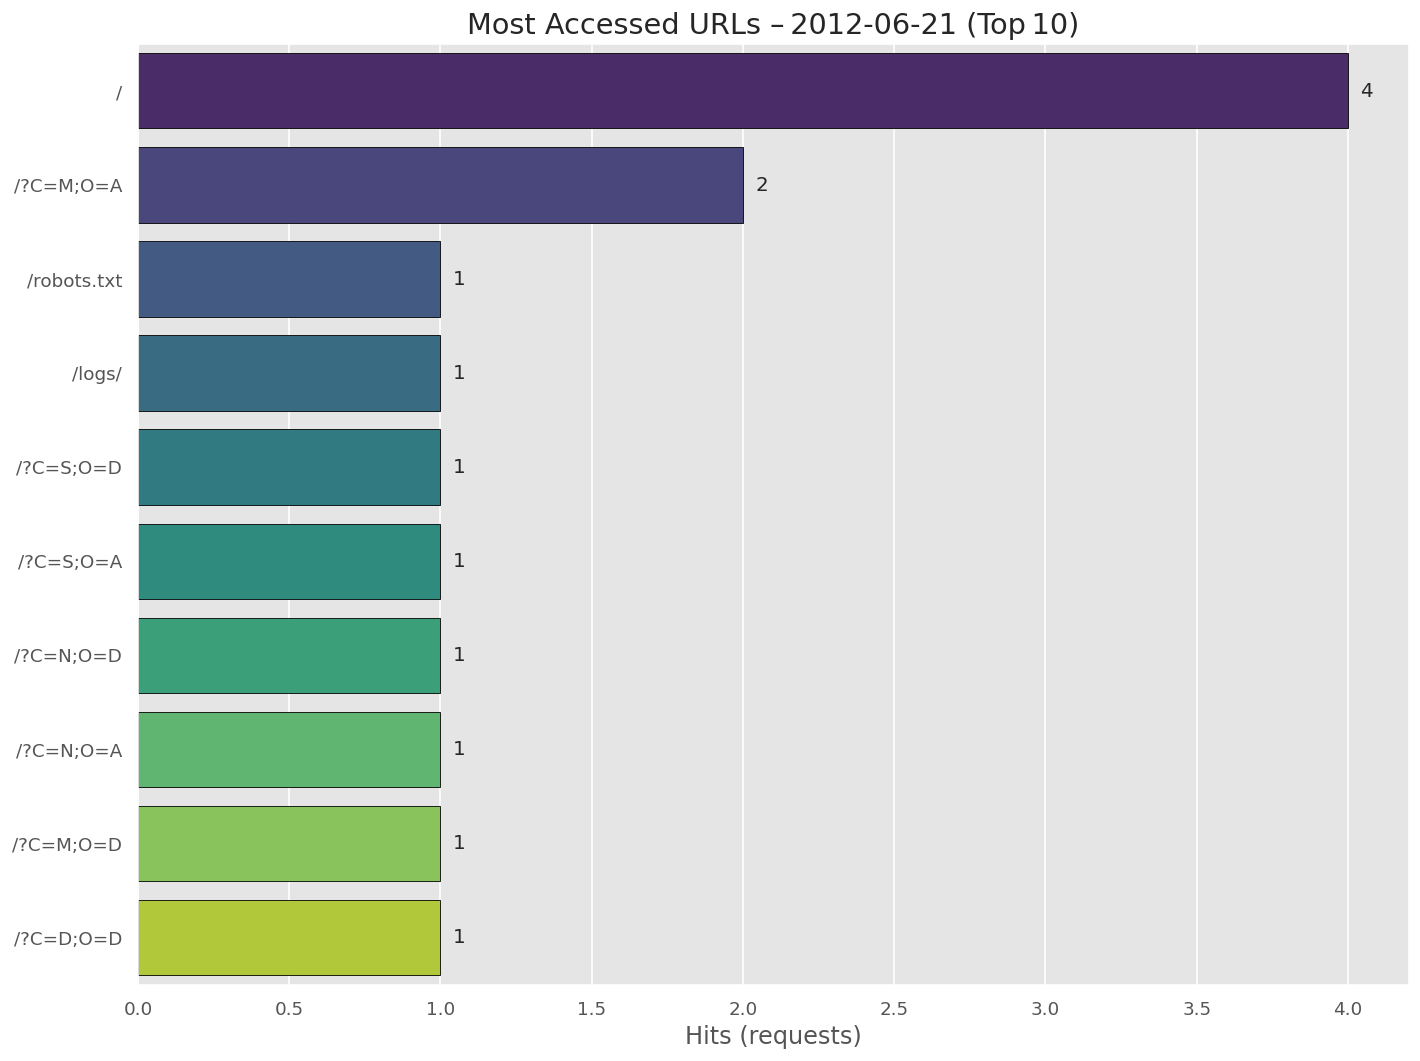 Most Accessed URLs – 2012-06-21 (Top 10)
/ 4
/?C=M;O=A 2
/robots.txt 1
/logs/ 1
/?C=S;O=D 1
/?C=S;O=A 1
/?C=N;O=D 1
/?C=N;O=A 1
/?C=M;O=D 1
/?C=D;O=D 1
0.0 0.5 1.0 1.5 2.0 2.5 3.0 3.5 4.0
Hits (requests)